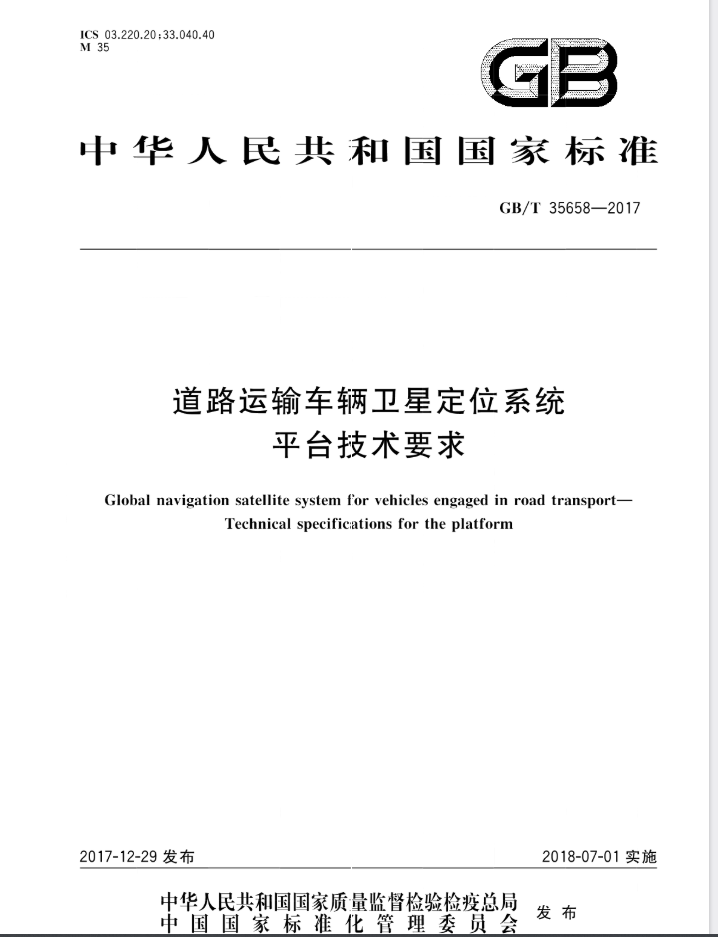 ICS 03.220.20;33.040.40
M 35
GB
中华人民共和国国家标准
GB/T 35658—2017
道路运输车辆卫星定位系统
平台技术要求
Global navigation satellite system for vehicles engaged in road transport—
Technical specifications for the platform
2017-12-29 发布
2018-07-01 实施
中华人民共和国国家质量监督检验检疫总局
中国国家标准化管理委员会
发布